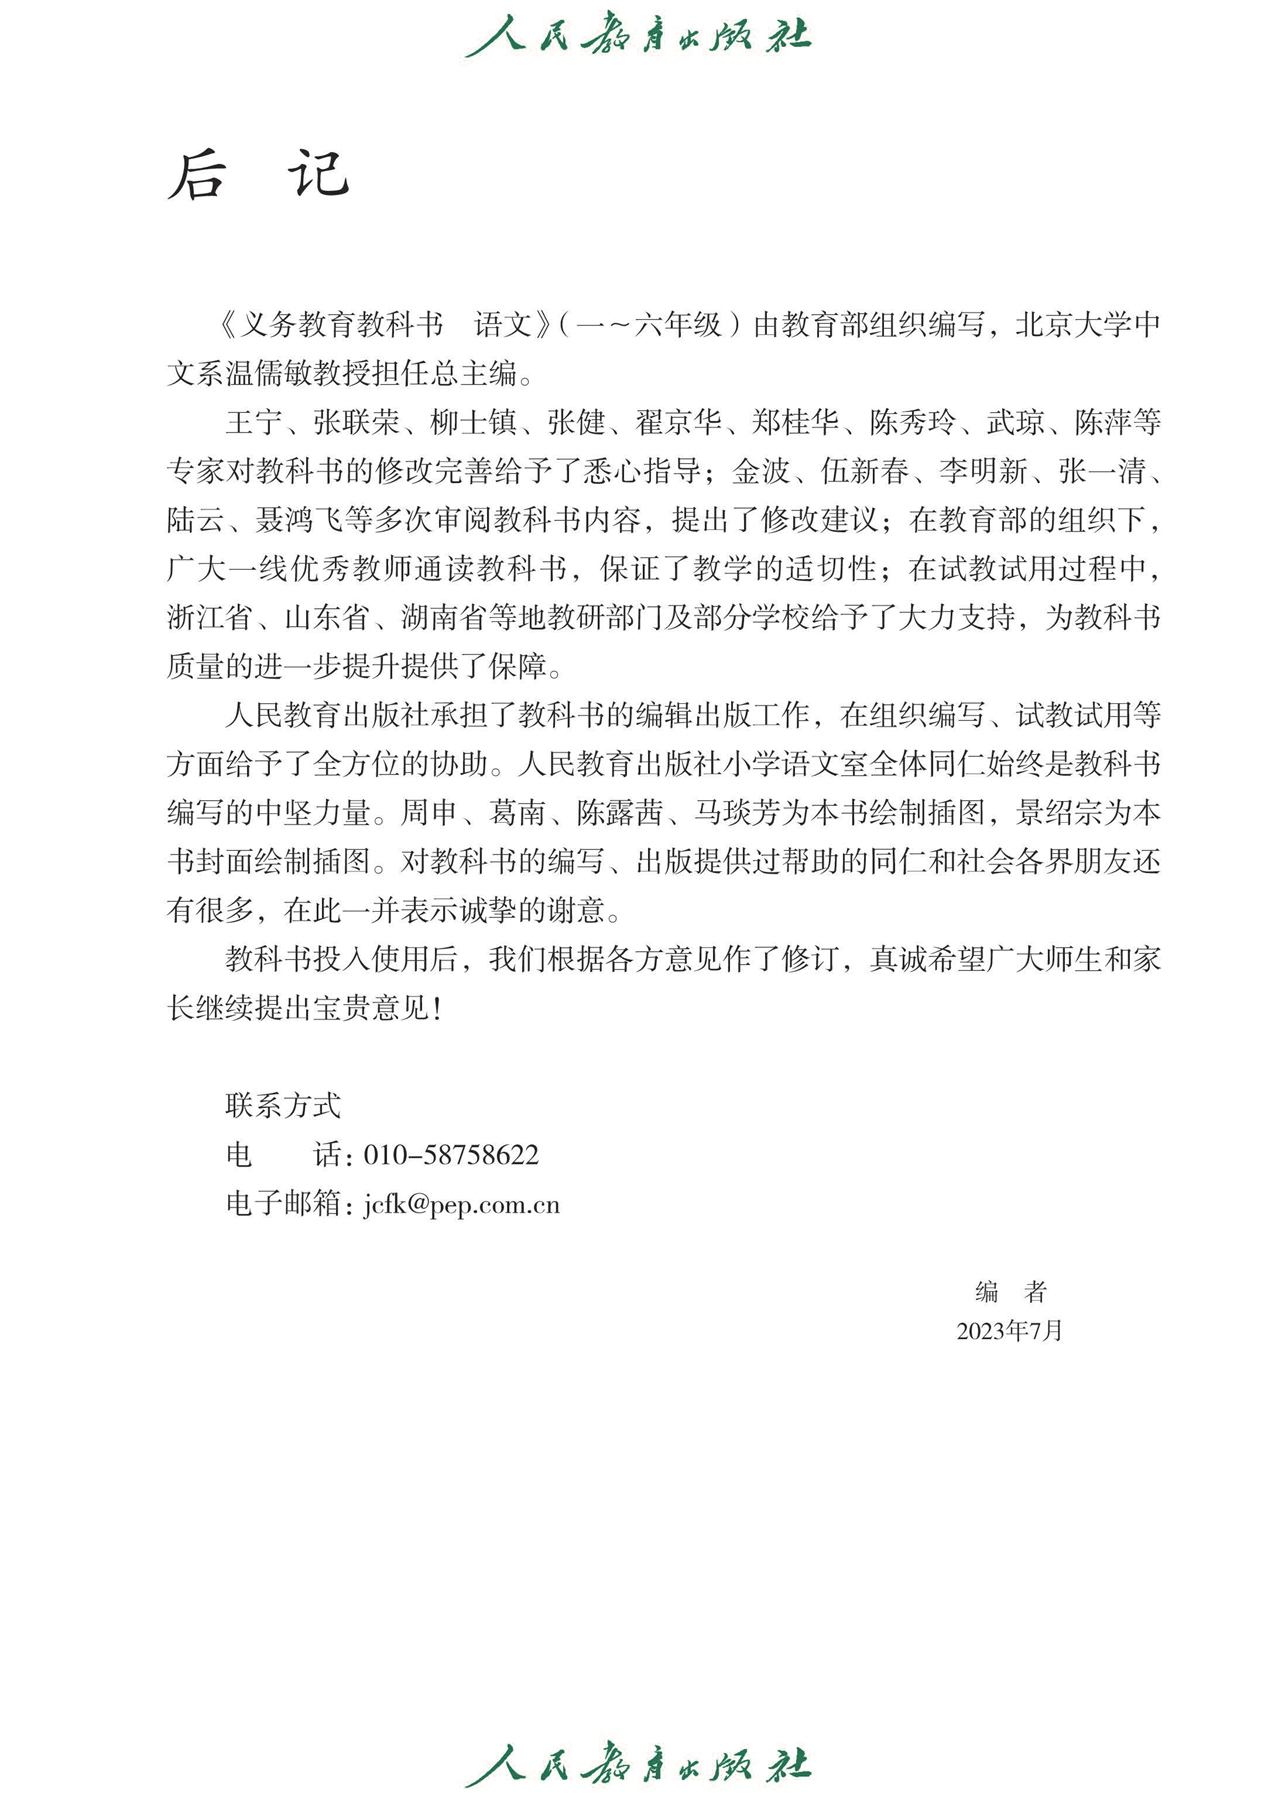 人民教育出版社
后 记
《义务教育教科书 语文》（一～六年级）由教育部组织编写，北京大学中
文系温儒敏教授担任总主编。
王宁、张联荣、柳士镇、张健、翟京华、郑桂华、陈秀玲、武琼、陈萍等
专家对教科书的修改完善给予了悉心指导；金波、伍新春、李明新、张一清、
陆云、聂鸿飞等多次审阅教科书内容，提出了修改建议；在教育部的组织下，
广大一线优秀教师通读教科书，保证了教学的适切性；在试教试用过程中，
浙江省、山东省、湖南省等地教研部门及部分学校给予了大力支持，为教科书
质量的进一步提升提供了保障。
人民教育出版社承担了教科书的编辑出版工作，在组织编写、试教试用等
方面给予了全方位的协助。人民教育出版社小学语文室全体同仁始终是教科书
编写的中坚力量。周申、葛南、陈露茜、马琰芳为本书绘制插图，景绍宗为本
书封面绘制插图。对教科书的编写、出版提供过帮助的同仁和社会各界朋友还
有很多，在此一并表示诚挚的谢意。
教科书投入使用后，我们根据各方意见作了修订，真诚希望广大师生和家
长继续提出宝贵意见！
联系方式
电 话：010-58758622
电子邮箱：jcfk@pep.com.cn
编 者
2023年7月
人民教育出版社